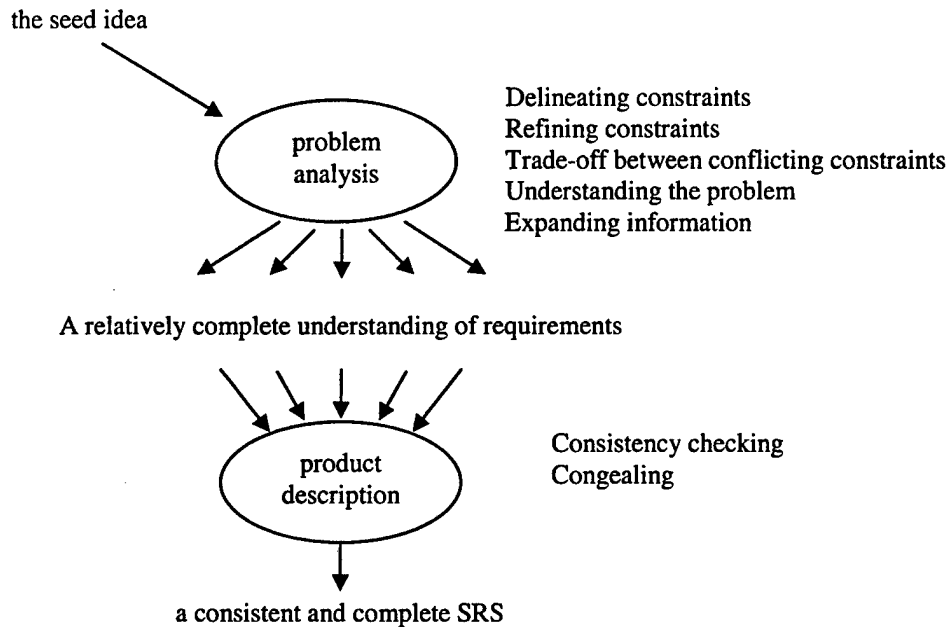 the seed idea
problem
analysis
Delineating constraints
Refining constraints
Trade-off between conflicting constraints
Understanding the problem
Expanding information
A relatively complete understanding of requirements
product
description
Consistency checking
Congealing
a consistent and complete SRS